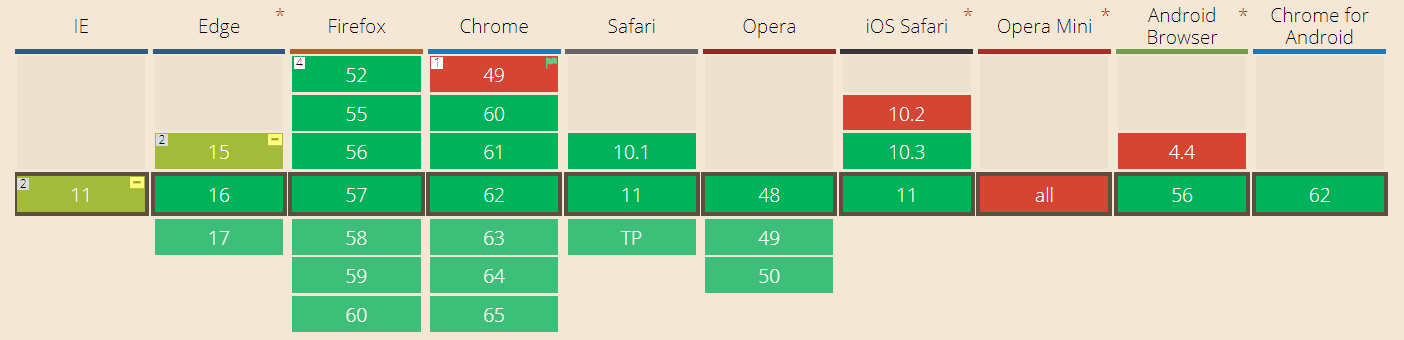 IE Edge * Firefox Chrome Safari Opera iOS Safari * Opera Mini * Android Browser * Chrome for Android
4 52 1 49
55 60 10.2
2 15 − 56 61 10.1 10.3 4.4
2 11 − 16 57 62 11 48 11 all 56 62
17 58 63 TP 49
59 64 50
60 65